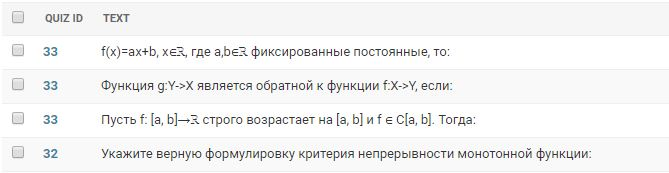 QUIZ ID TEXT
33 f(x)=ax+b, x∈ℝ, где a,b∈ℝ фиксированные постоянные, то:
33 Функция g:Y->X является обратной к функции f:X->Y, если:
33 Пусть f: [a, b]→ℝ строго возрастает на [a, b] и f ∈ C[a, b]. Тогда:
32 Укажите верную формулировку критерия непрерывности монотонной функции: